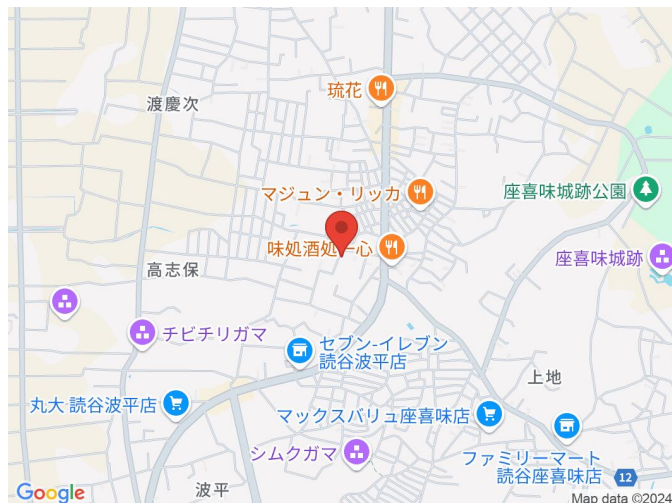 琉花
渡慶次
マジュン・リッカ
座喜味城跡公園
味処酒処一心
座喜味城跡
高志保
チビチリガマ
セブン-イレブン
読谷波平店
上地
丸大 読谷波平店
マックスバリュ座喜味店
シムクガマ
ファミリーマート
読谷座喜味店
12
波平
Google
Map data ©2024